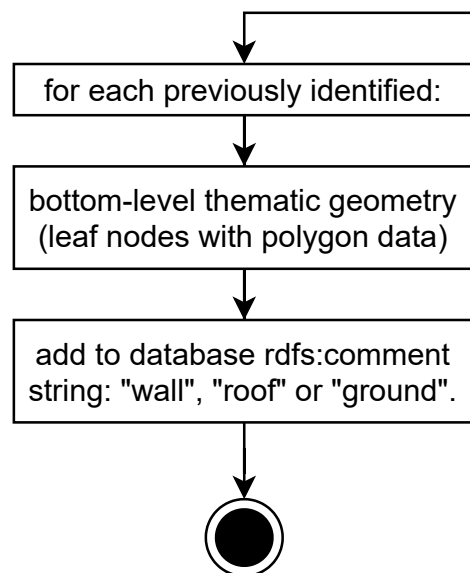 for each previously identified:
bottom-level thematic geometry
(leaf nodes with polygon data)
add to database rdfs:comment
string: "wall", "roof" or "ground".